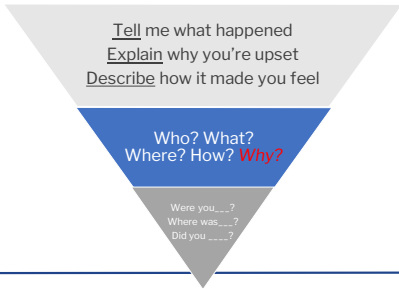 Tell me what happened
Explain why you're upset
Describe how it made you feel
Who? What?
Where? How? Why?
Were you___?
Where was___?
Did you ____?